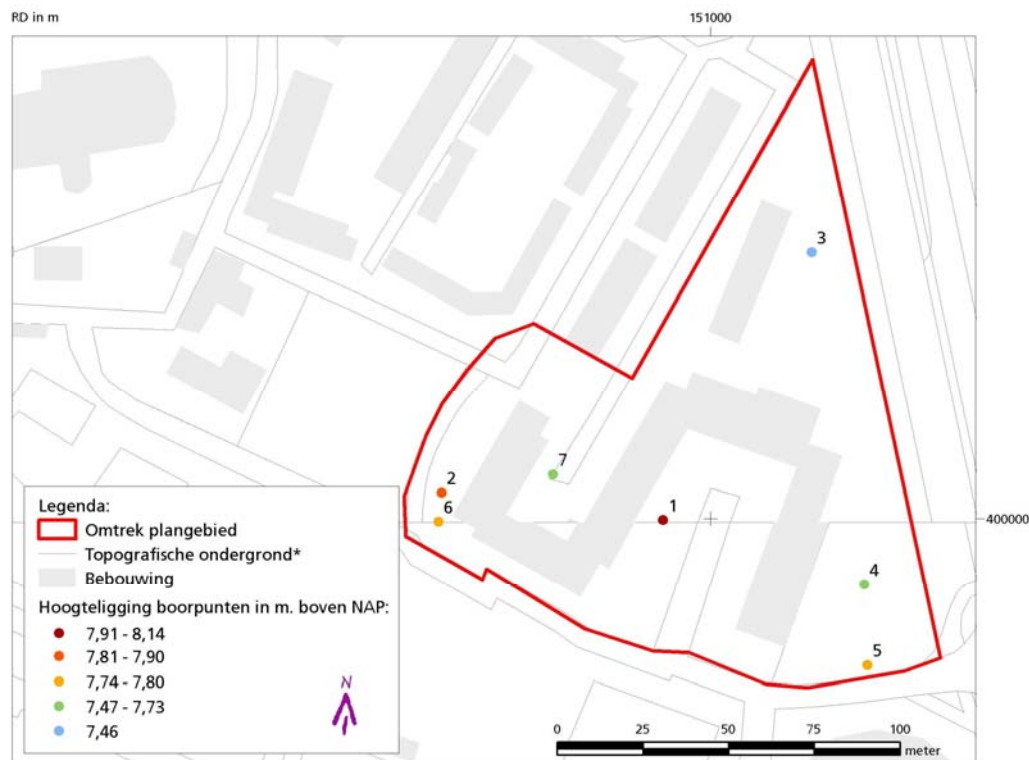 RD in m
151000
3
2
7
6
1
400000
4
5
Legenda:
Omtrek plangebied
Topografische ondergrond*
Bebouwing
Hoogteligging boorpunten in m. boven NAP:
7,91 - 8,14
7,81 - 7,90
7,74 - 7,80
7,47 - 7,73
7,46
N
0 25 50 75 100
meter